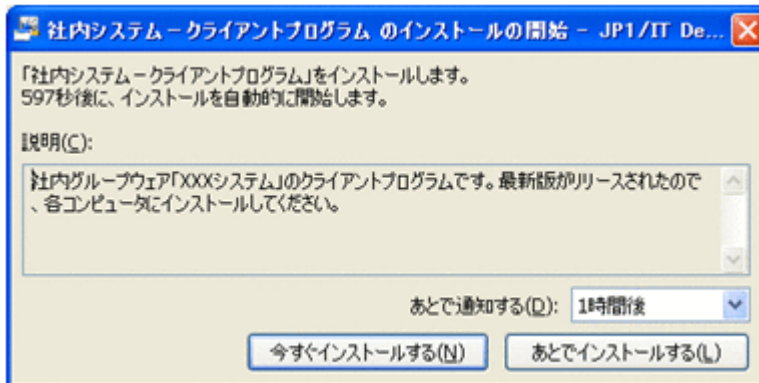 社内システム－クライアントプログラム のインストールの開始 － JP1/IT De...
「社内システム－クライアントプログラム」をインストールします。
597秒後に、インストールを自動的に開始します。
説明(C):
社内グループウェア「XXXシステム」のクライアントプログラムです。最新版がリリースされたので
、各コンピュータにインストールしてください。
あとで通知する(D): 1時間後
今すぐインストールする(N) あとでインストールする(L)